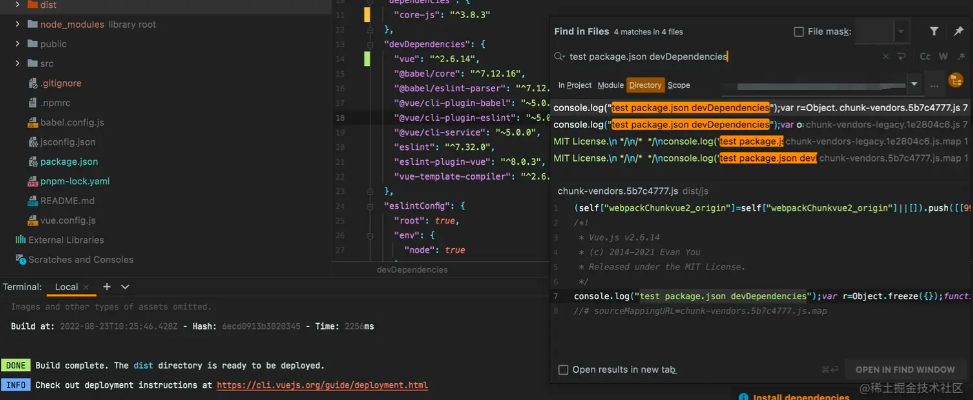 dist
node_modules library root
public
src
.gitignore
.npmrc
babel.config.js
jsconfig.json
package.json
pnpm-lock.yaml
README.md
vue.config.js
External Libraries
Scratches and Consoles
"dependencies": {
11 "core-js": "^3.8.3"
12 },
13 "devDependencies": {
14 "vue": "^2.6.14",
15 "@babel/core": "^7.12.16",
16 "@babel/eslint-parser": "^7.12
17 "@vue/cli-plugin-babel": "~5.0.
18 "@vue/cli-plugin-eslint": "~5.0
19 "@vue/cli-service": "~5.0.0",
20 "eslint": "^7.32.0",
21 "eslint-plugin-vue": "^8.0.3",
22 "vue-template-compiler": "^2.6.
23 },
24 "eslintConfig": {
25 "root": true,
26 "env": {
27 "node": true
devDependencies
Find in Files 4 matches in 4 files
File mask:
test package.json devDependencies
Cc W .*
In Project Module Directory Scope
...
console.log("test package.json devDependencies");var r=Object. chunk-vendors.5b7c4777.js 7
console.log("test package.json devDependencies");var o: chunk-vendors-legacy.1e2804c6.js 7
MIT License.\n */\n/* */\nconsole.log('test package.js chunk-vendors-legacy.1e2804c6.js.map 1
MIT License.\n */\n/* */\nconsole.log('test package.json dev chunk-vendors.5b7c4777.js.map 1
chunk-vendors.5b7c4777.js dist/js
1 (self["webpackChunkvue2_origin"]=self["webpackChunkvue2_origin"]||[]).push([[99
2 /*!
3 * Vue.js v2.6.14
4 * (c) 2014-2021 Evan You
5 * Released under the MIT License.
6 */
7 console.log("test package.json devDependencies");var r=Object.freeze({});funct
8 //# sourceMappingURL=chunk-vendors.5b7c4777.js.map
Open results in new tab
OPEN IN FIND WINDOW
Terminal: Local
Images and other types of assets omitted.
Build at: 2022-08-23T10:25:46.428Z - Hash: 6ecd0913b3020345 - Time: 2256ms
DONE Build complete. The dist directory is ready to be deployed.
INFO Check out deployment instructions at https://cli.vuejs.org/guide/deployment.html
Install dependencies
@稀土掘金技术社区